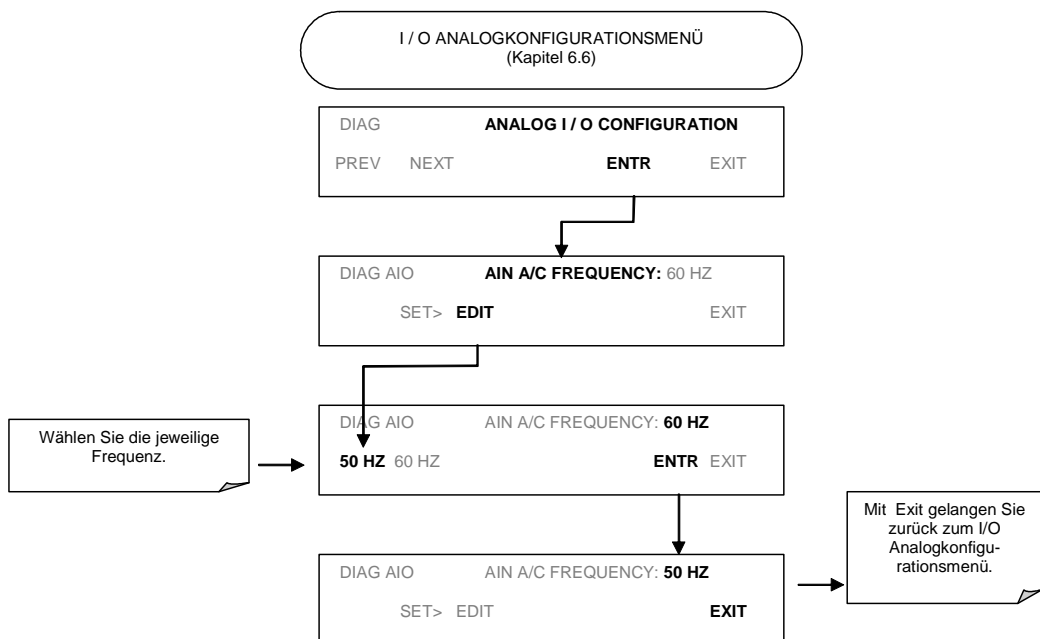 I / O ANALOGKONFIGURATIONSMENÜ
(Kapitel 6.6)
DIAG ANALOG I / O CONFIGURATION
PREV NEXT ENTR EXIT
DIAG AIO AIN A/C FREQUENCY: 60 HZ
SET> EDIT EXIT
Wählen Sie die jeweilige
Frequenz.
DIAG AIO AIN A/C FREQUENCY: 60 HZ
50 HZ 60 HZ ENTR EXIT
Mit Exit gelangen Sie
zurück zum I/O
Analogkonfigu-
rationsmenü.
DIAG AIO AIN A/C FREQUENCY: 50 HZ
SET> EDIT EXIT